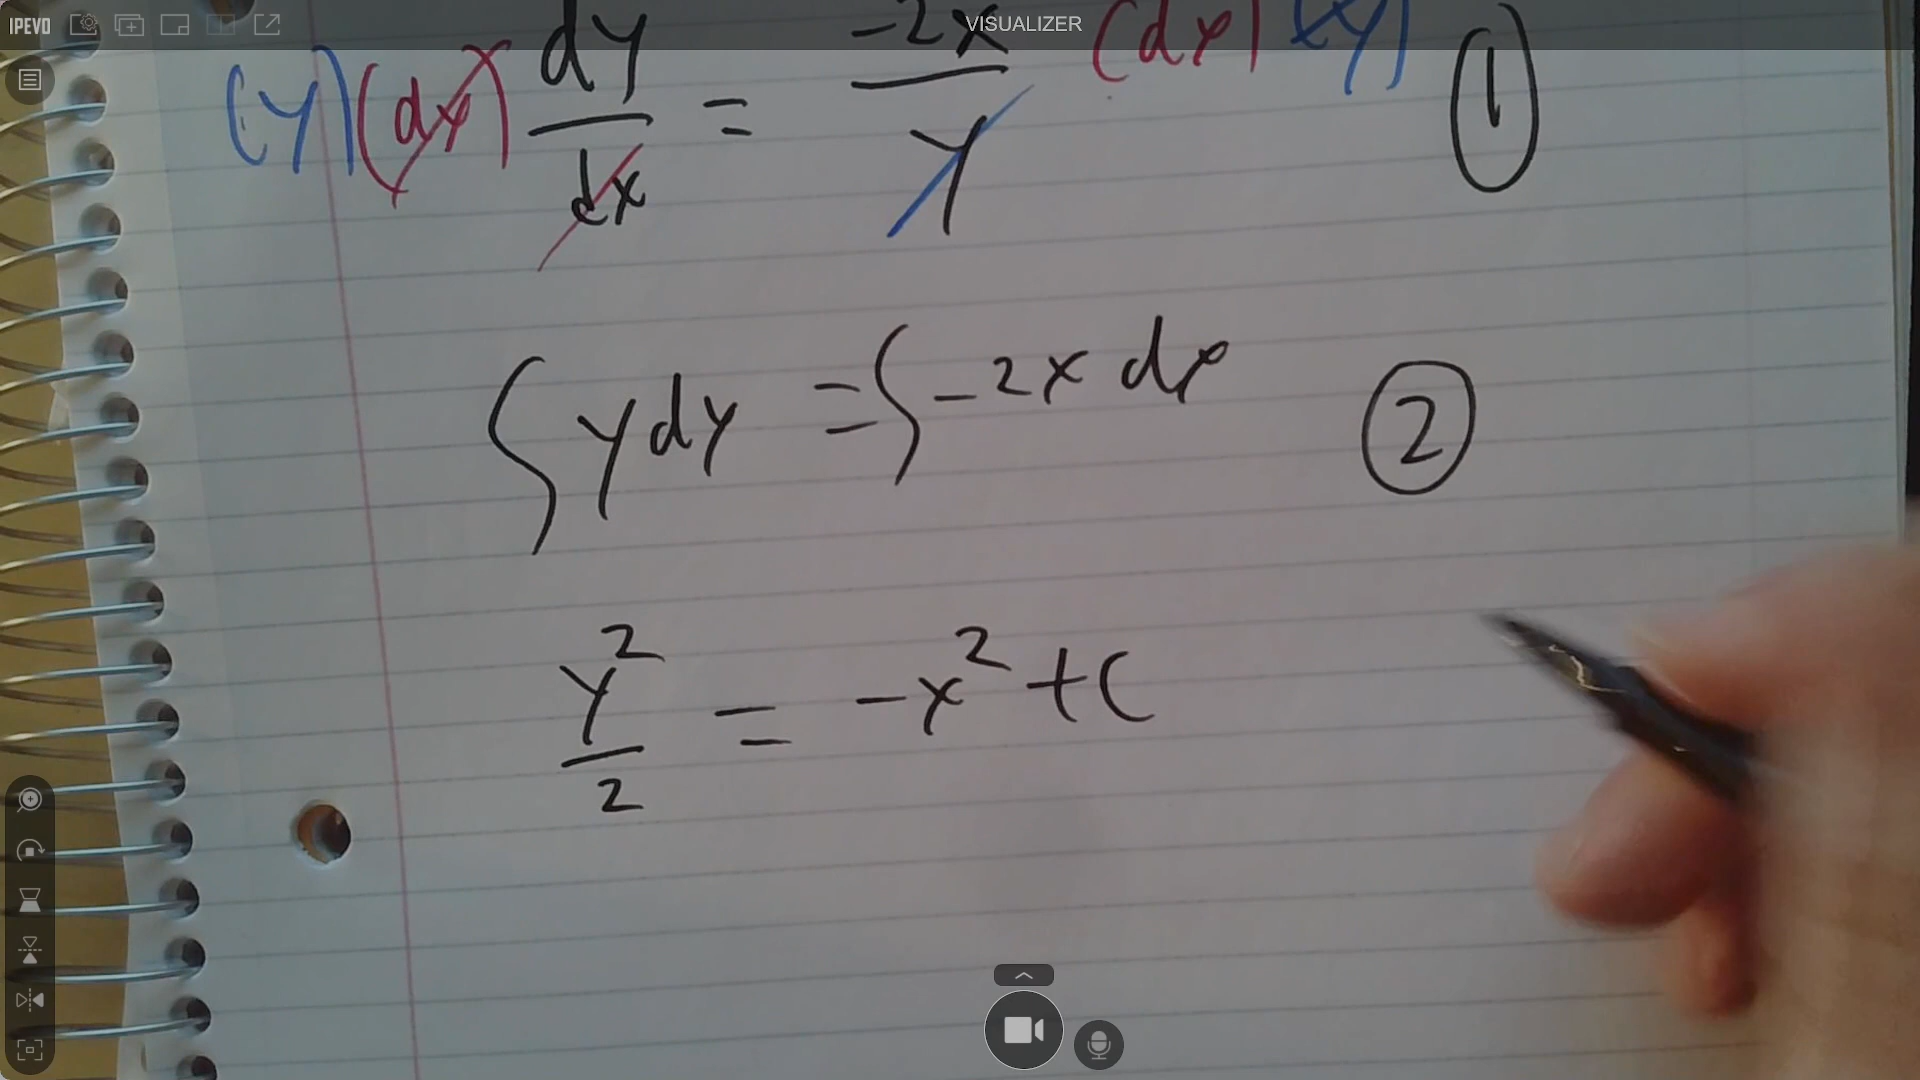 IPEVO VISUALIZER
(y)(dx) dy/dx = -2x/y (dx) (y) ①
∫ y dy = ∫ -2x dx ②
y²/2 = -x² + C